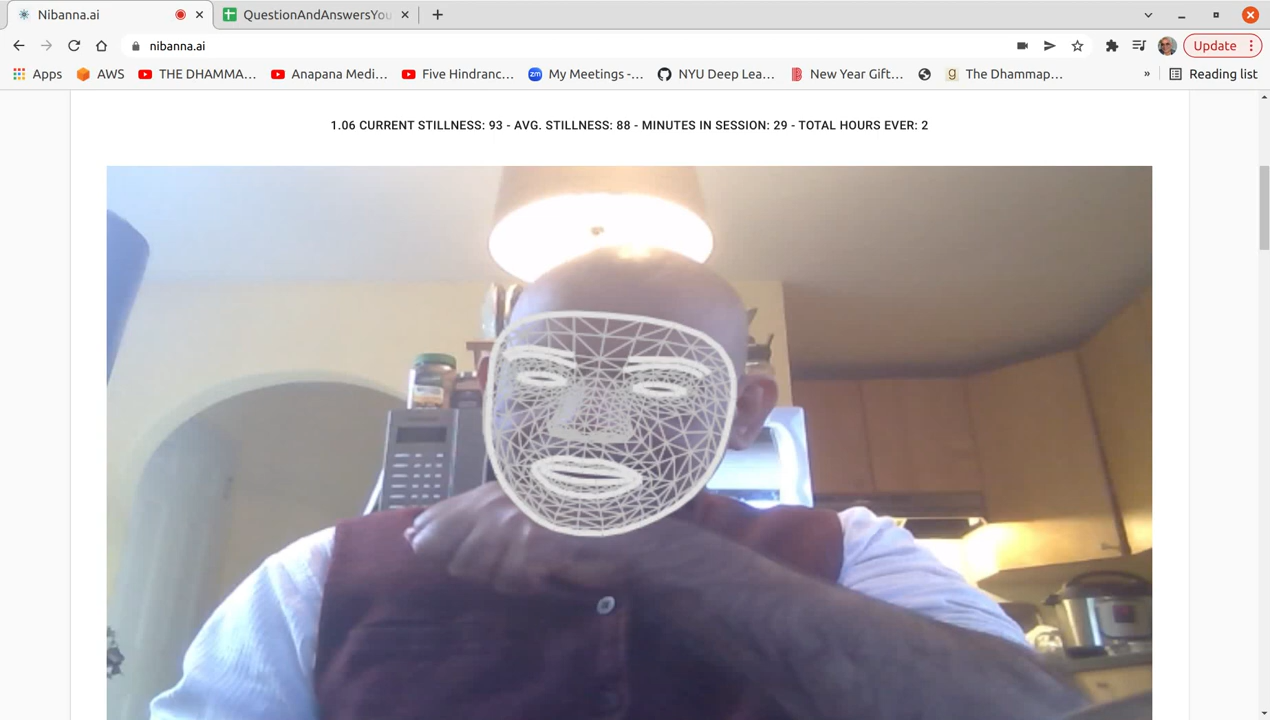 Nibanna.ai
QuestionAndAnswersYou
nibanna.ai
Update
Apps
AWS
THE DHAMMA...
Anapana Medi...
Five Hindranc...
zm
My Meetings -...
NYU Deep Lea...
New Year Gift...
g
The Dhammap...
»
Reading list
1.06 CURRENT STILLNESS: 93 - AVG. STILLNESS: 88 - MINUTES IN SESSION: 29 - TOTAL HOURS EVER: 2